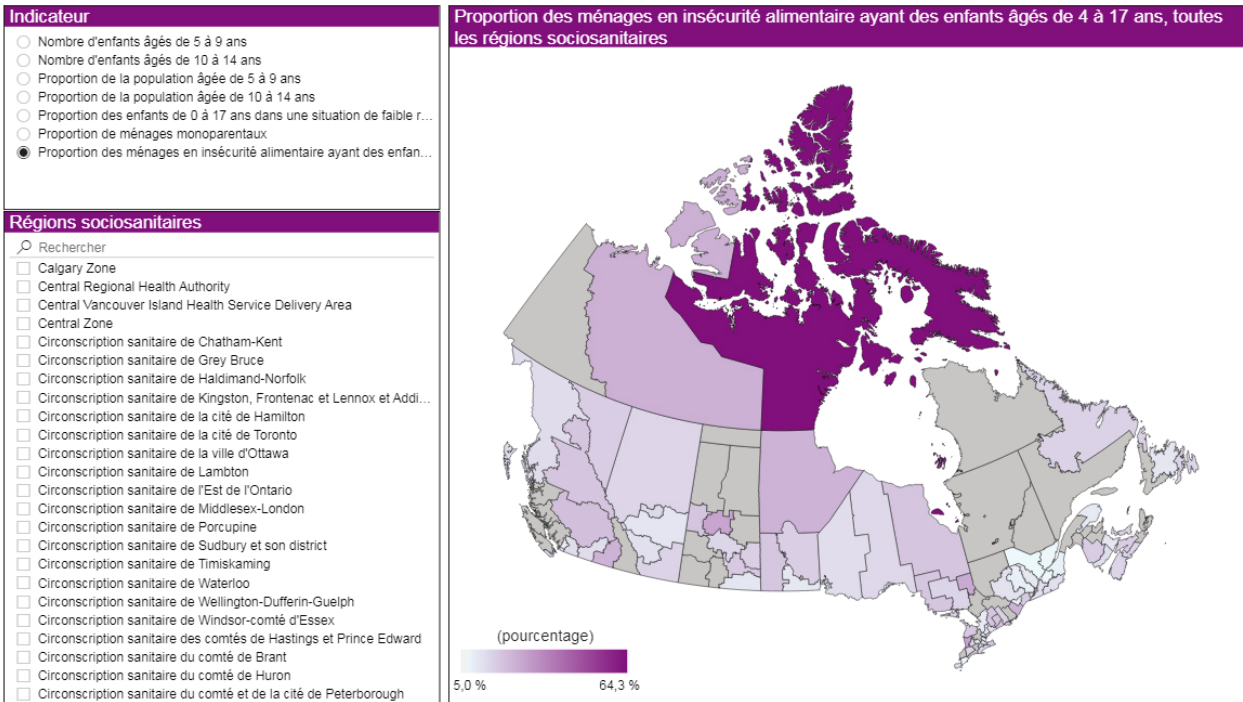 Indicateur
Nombre d'enfants âgés de 5 à 9 ans
Nombre d'enfants âgés de 10 à 14 ans
Proportion de la population âgée de 5 à 9 ans
Proportion de la population âgée de 10 à 14 ans
Proportion des enfants de 0 à 17 ans dans une situation de faible r...
Proportion de ménages monoparentaux
Proportion des ménages en insécurité alimentaire ayant des enfan...
Régions sociosanitaires
Rechercher
Calgary Zone
Central Regional Health Authority
Central Vancouver Island Health Service Delivery Area
Central Zone
Circonscription sanitaire de Chatham-Kent
Circonscription sanitaire de Grey Bruce
Circonscription sanitaire de Haldimand-Norfolk
Circonscription sanitaire de Kingston, Frontenac et Lennox et Addi...
Circonscription sanitaire de la cité de Hamilton
Circonscription sanitaire de la cité de Toronto
Circonscription sanitaire de la ville d'Ottawa
Circonscription sanitaire de Lambton
Circonscription sanitaire de l'Est de l'Ontario
Circonscription sanitaire de Middlesex-London
Circonscription sanitaire de Porcupine
Circonscription sanitaire de Sudbury et son district
Circonscription sanitaire de Timiskaming
Circonscription sanitaire de Waterloo
Circonscription sanitaire de Wellington-Dufferin-Guelph
Circonscription sanitaire de Windsor-comté d'Essex
Circonscription sanitaire des comtés de Hastings et Prince Edward
Circonscription sanitaire du comté de Brant
Circonscription sanitaire du comté de Huron
Circonscription sanitaire du comté et de la cité de Peterborough
Proportion des ménages en insécurité alimentaire ayant des enfants âgés de 4 à 17 ans, toutes
les régions sociosanitaires
(pourcentage)
5,0 % 64,3 %